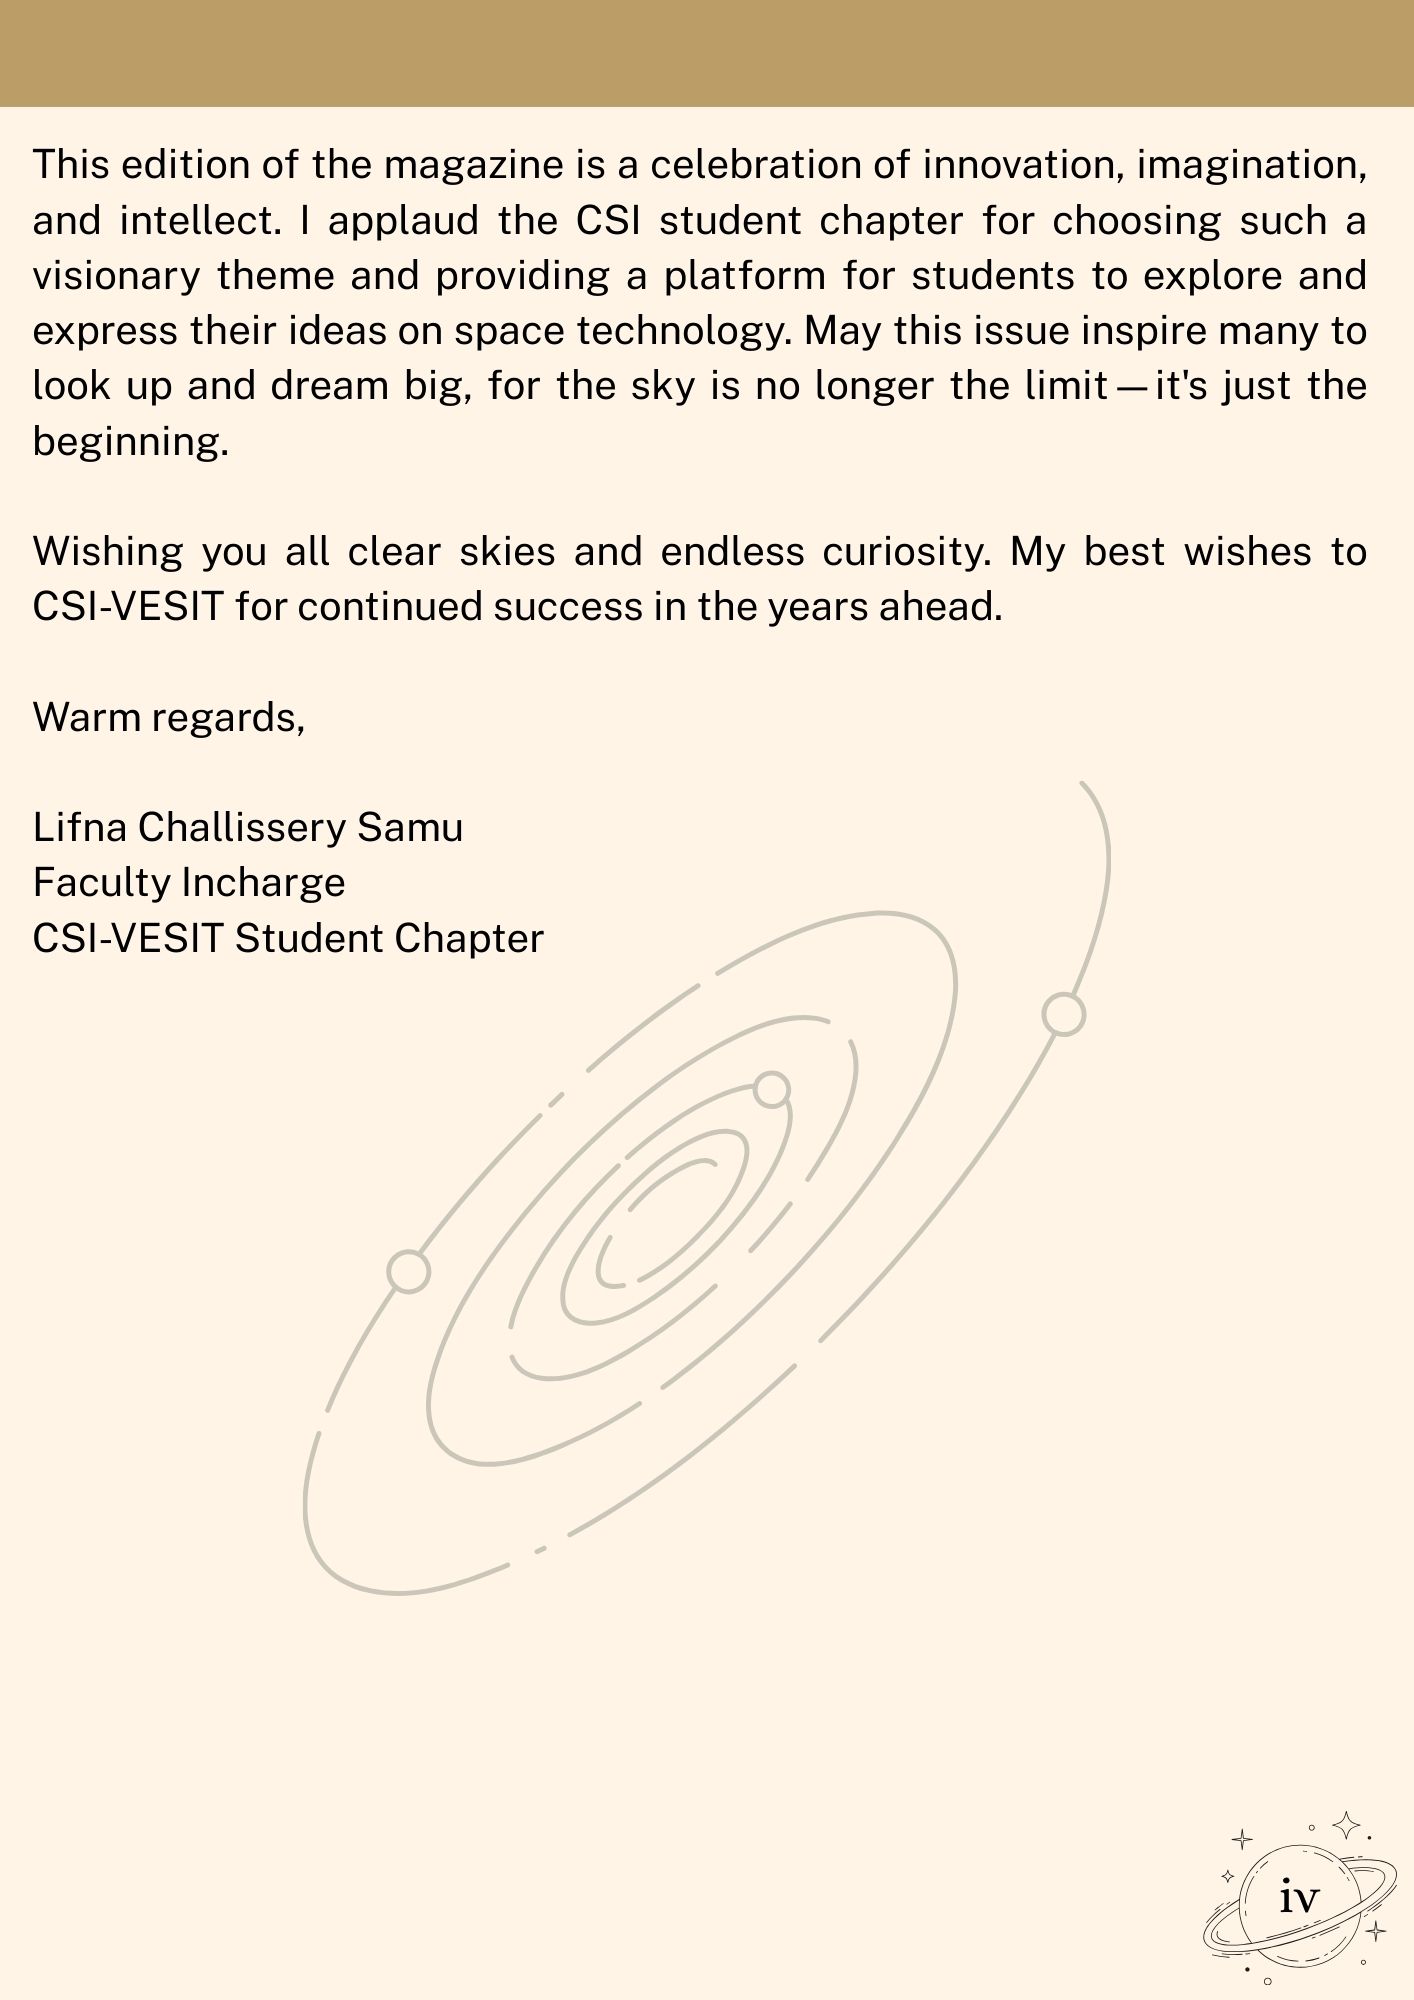 This edition of the magazine is a celebration of innovation, imagination,
and intellect. I applaud the CSI student chapter for choosing such a
visionary theme and providing a platform for students to explore and
express their ideas on space technology. May this issue inspire many to
look up and dream big, for the sky is no longer the limit—it's just the
beginning.
Wishing you all clear skies and endless curiosity. My best wishes to
CSI-VESIT for continued success in the years ahead.
Warm regards,
Lifna Challissery Samu
Faculty Incharge
CSI-VESIT Student Chapter
iv